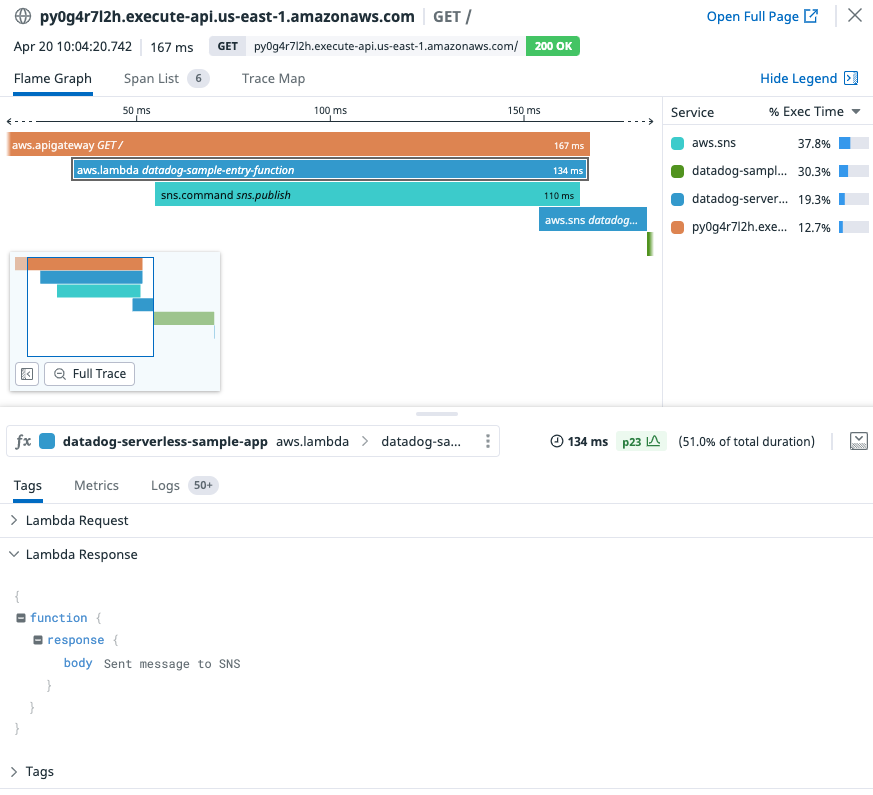 py0g4r7l2h.execute-api.us-east-1.amazonaws.com GET / Open Full Page
Apr 20 10:04:20.742 167 ms GET py0g4r7l2h.execute-api.us-east-1.amazonaws.com/ 200 OK
Flame Graph Span List 6 Trace Map Hide Legend
50 ms 100 ms 150 ms
Service % Exec Time
aws.apigateway GET / 167 ms
aws.lambda datadog-sample-entry-function 134 ms
sns.command sns.publish 110 ms
aws.sns datadog...
aws.sns 37.8%
datadog-sampl... 30.3%
datadog-server... 19.3%
py0g4r7l2h.exe... 12.7%
Full Trace
fx datadog-serverless-sample-app aws.lambda > datadog-sa... 134 ms p23 (51.0% of total duration)
Tags Metrics Logs 50+
Lambda Request
Lambda Response
{
function {
response {
body Sent message to SNS
}
}
}
Tags